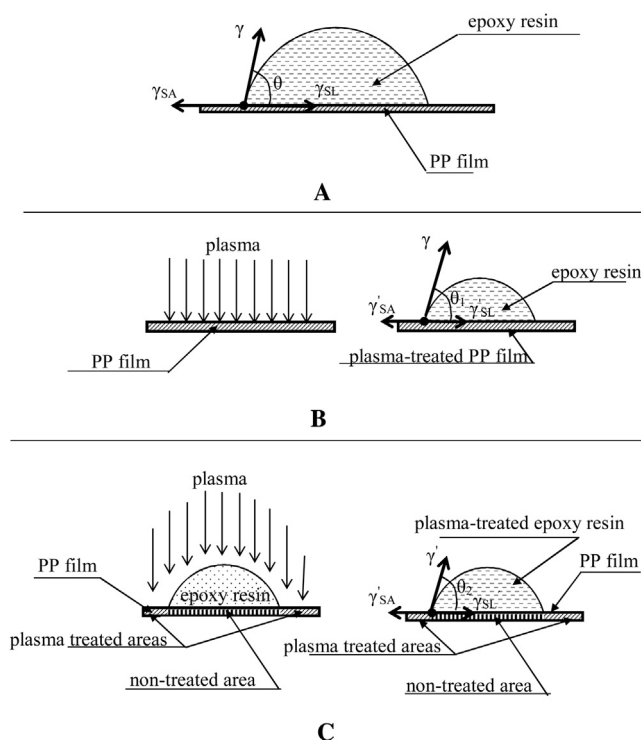 epoxy resin
γ
θ
γSA
γSL
PP film
A
plasma
γ
epoxy resin
θ1
γ'SA
γ'SL
PP film
plasma-treated PP film
B
plasma
plasma-treated epoxy resin
PP film
γ'
PP film
epoxy resin
θ2
γ'SA
γSL
plasma treated areas
plasma treated areas
non-treated area
non-treated area
C